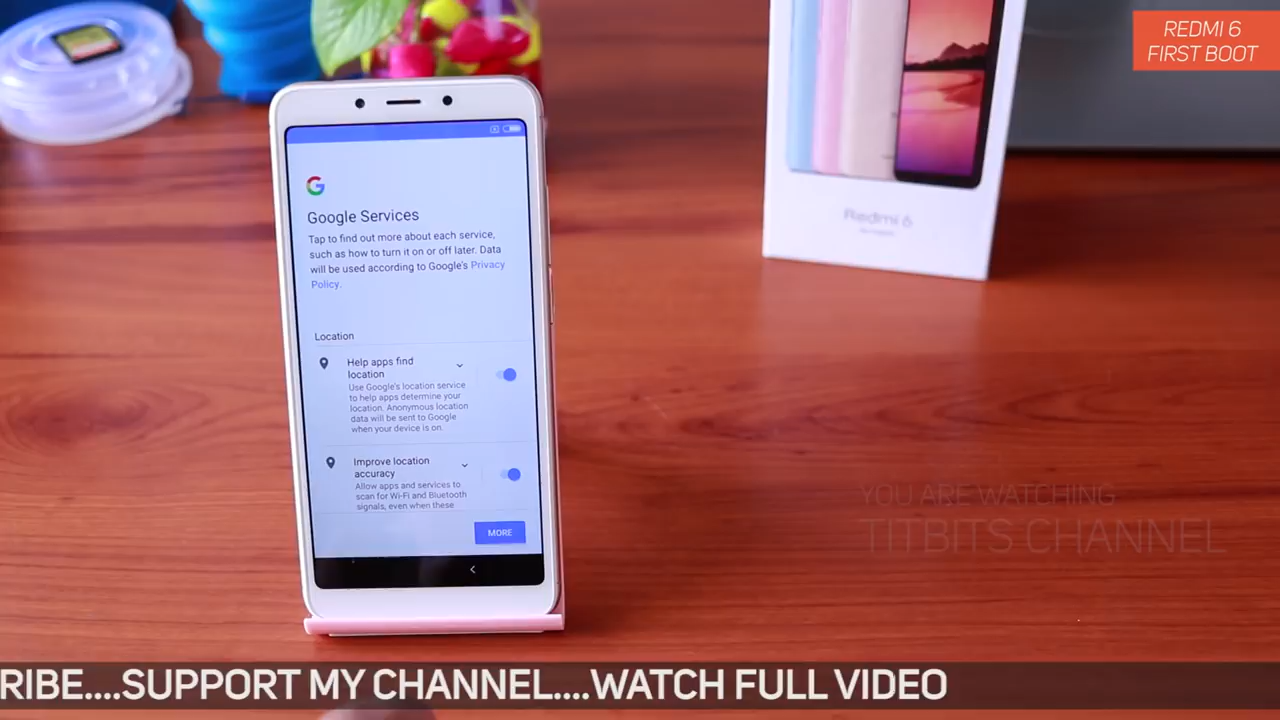 REDMI 6
FIRST BOOT
Google Services
Tap to find out more about each service,
such as how to turn it on or off later. Data
will be used according to Google's Privacy
Policy.
Location
Help apps find
location
Use Google's location service
to help apps determine your
location. Anonymous location
data will be sent to Google
when your device is on.
Improve location
accuracy
Allow apps and services to
scan for Wi-Fi and Bluetooth
signals, even when these
MORE
Redmi 6
YOU ARE WATCHING
TITBITS CHANNEL
RIBE....SUPPORT MY CHANNEL....WATCH FULL VIDEO